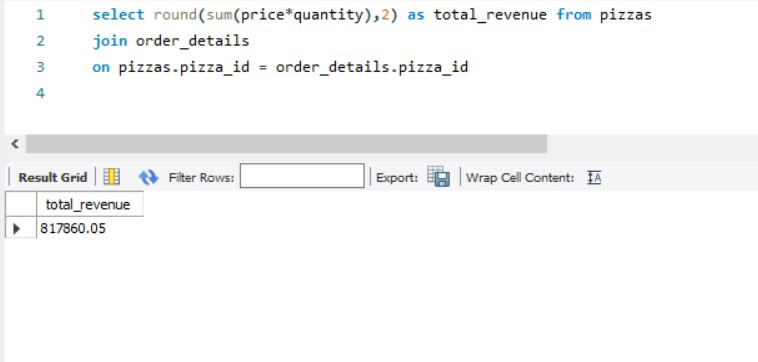 1 select round(sum(price*quantity),2) as total_revenue from pizzas
2 join order_details
3 on pizzas.pizza_id = order_details.pizza_id
4
Result Grid Filter Rows: Export: Wrap Cell Content:
total_revenue
817860.05